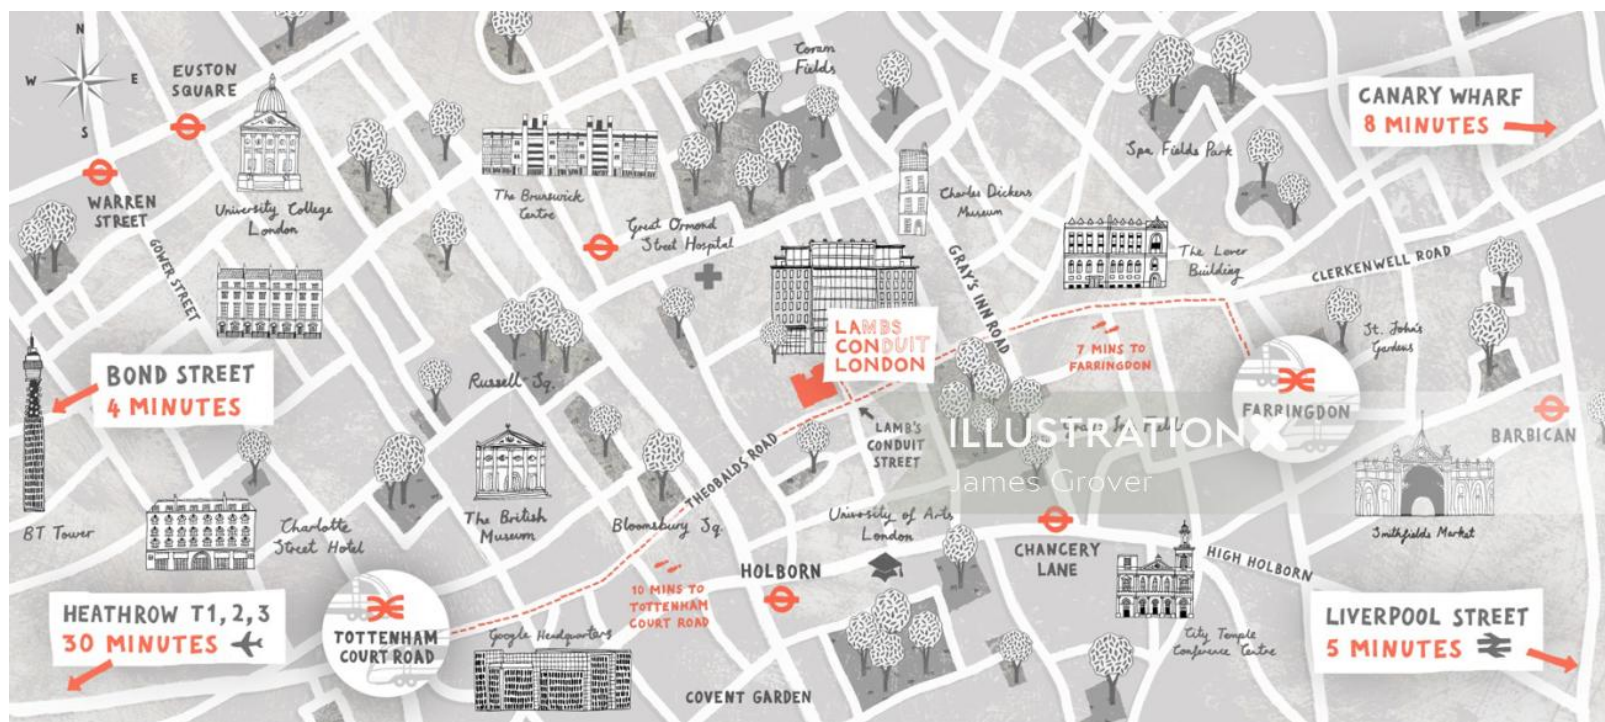 N
W
E
S
EUSTON
SQUARE
WARREN
STREET
GOWER STREET
University College
London
The Brunswick
Centre
Coram
Fields
Great Ormond
Street Hospital
Charles Dickens
Museum
GRAY'S INN ROAD
Spa Fields Park
The Lever
Building
CLERKENWELL ROAD
CANARY WHARF
8 MINUTES
St. John's
Gardens
BOND STREET
4 MINUTES
Russell Sq.
LAMBS
CONDUIT
LONDON
7 MINS TO
FARRINGDON
FARRINGDON
BARBICAN
LAMB'S
CONDUIT
STREET
ILLUSTRATION X
James Grover
THEOBALDS ROAD
BT Tower
Charlotte
Street Hotel
The British
Museum
Bloomsbury Sq.
University of Arts
London
Smithfields Market
CHANCERY
LANE
HIGH HOLBORN
HOLBORN
10 MINS TO
TOTTENHAM
COURT ROAD
HEATHROW T1, 2, 3
30 MINUTES
TOTTENHAM
COURT ROAD
Google Headquarters
COVENT GARDEN
City Temple
Conference Centre
LIVERPOOL STREET
5 MINUTES